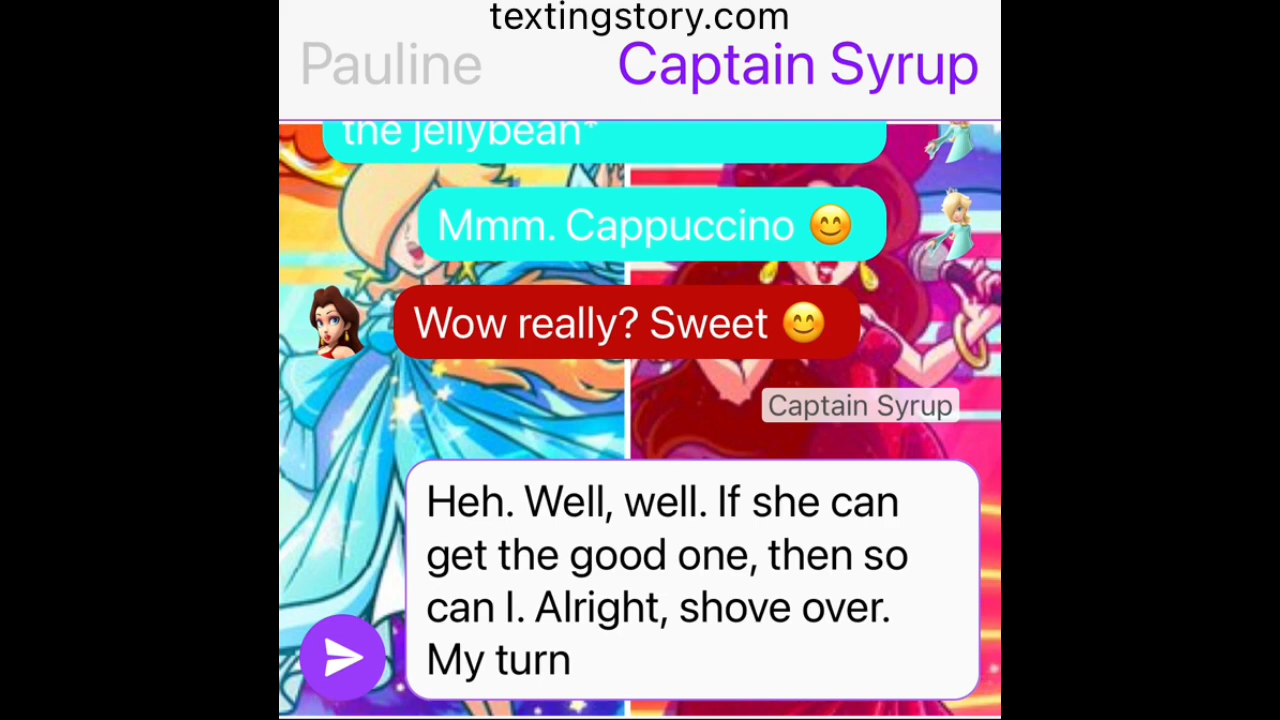 textingstory.com
Pauline Captain Syrup
the jellybean*
Mmm. Cappuccino 😊
Wow really? Sweet 😊
Captain Syrup
Heh. Well, well. If she can
get the good one, then so
can I. Alright, shove over.
My turn